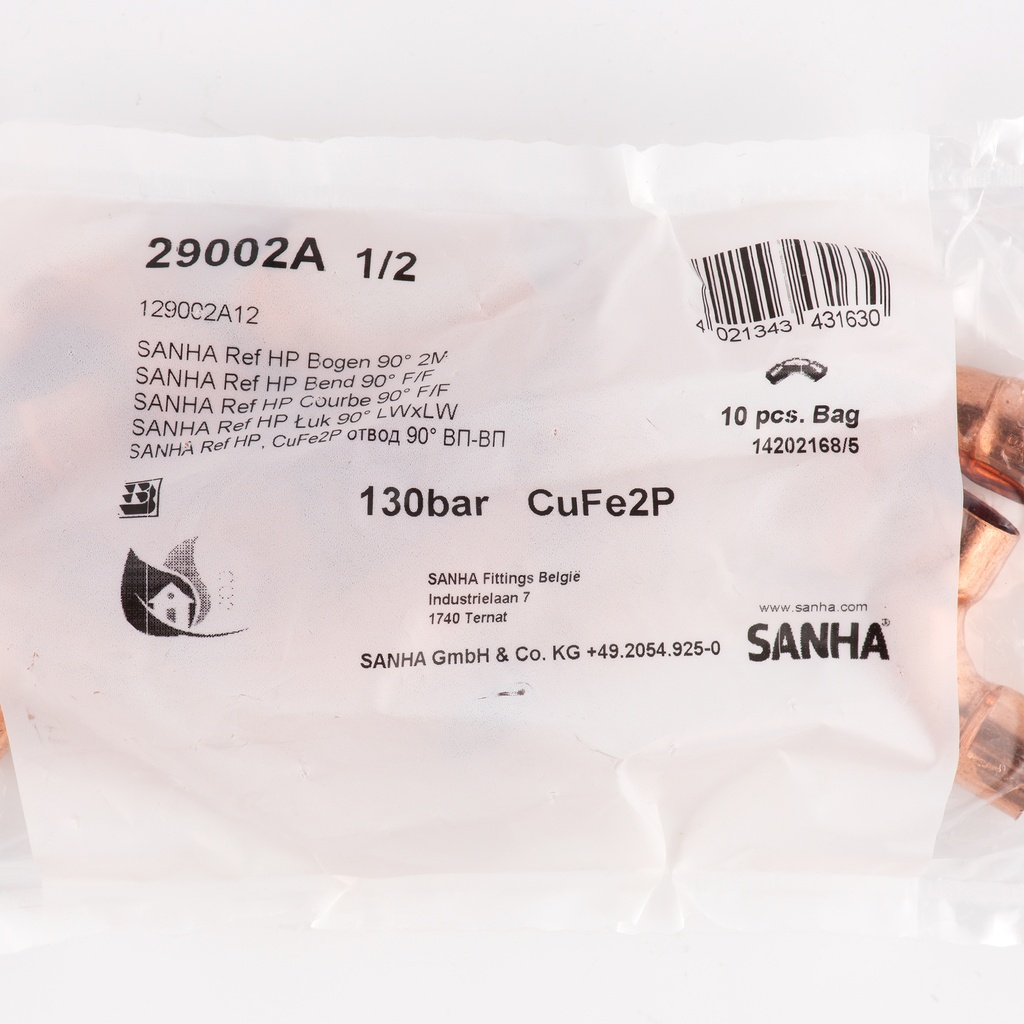 29002A 1/2
129002A12
SANHA Ref HP Bogen 90° 2M
SANHA Ref HP Bend 90° F/F
SANHA Ref HP Courbe 90° F/F
SANHA Ref HP Łuk 90° LWxLW
SANHA Ref HP, CuFe2P отвод 90° ВП-ВП
4 021343 431630
10 pcs. Bag
14202168/5
130bar CuFe2P
SANHA Fittings België
Industrielaan 7
1740 Ternat
SANHA GmbH & Co. KG +49.2054.925-0
www.sanha.com
SANHA®